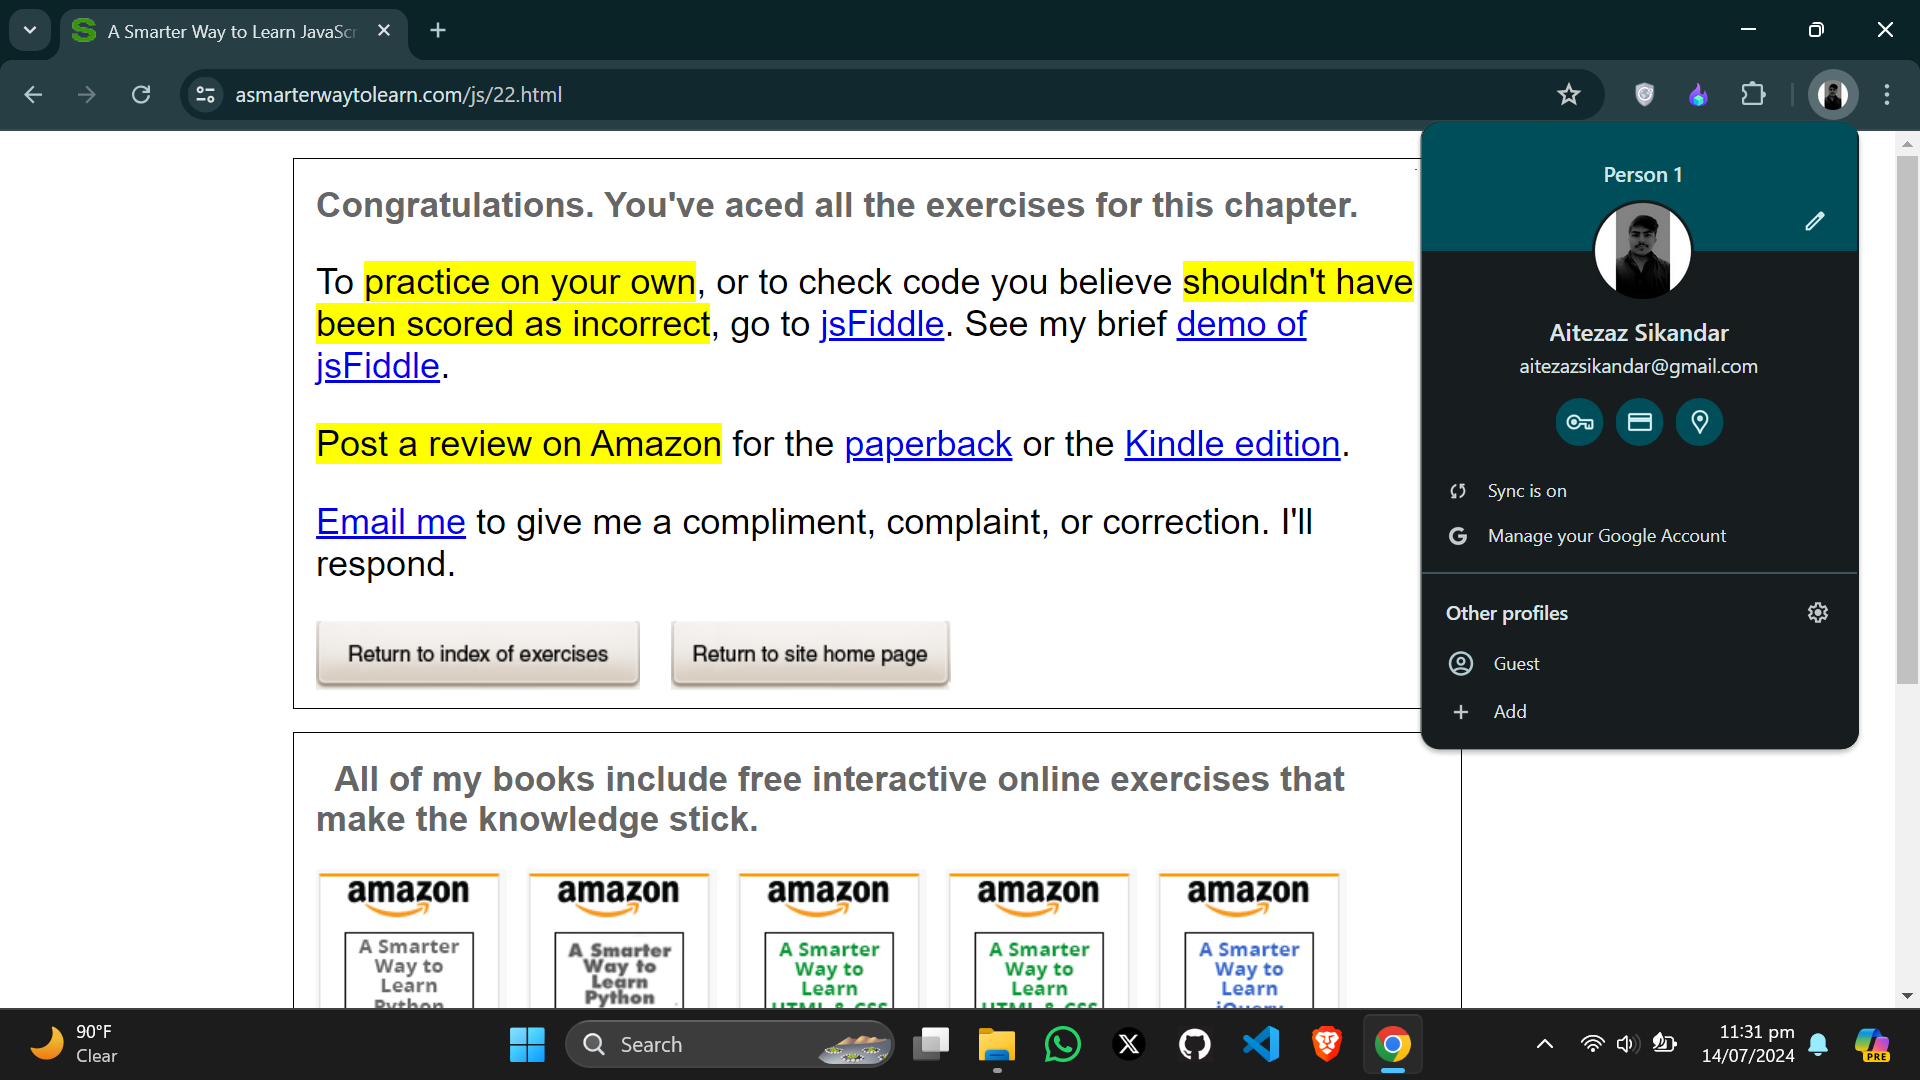 A Smarter Way to Learn JavaScr
asmarterwaytolearn.com/js/22.html
Congratulations. You've aced all the exercises for this chapter.
To practice on your own, or to check code you believe shouldn't have
been scored as incorrect, go to jsFiddle. See my brief demo of
jsFiddle.
Post a review on Amazon for the paperback or the Kindle edition.
Email me to give me a compliment, complaint, or correction. I'll
respond.
Return to index of exercises
Return to site home page
Person 1
Aitezaz Sikandar
aitezazsikandar@gmail.com
Sync is on
G Manage your Google Account
Other profiles
Guest
Add
All of my books include free interactive online exercises that
make the knowledge stick.
amazon
A Smarter
Way to
Learn
Python
amazon
A Smarter
Way to
Learn
Python
amazon
A Smarter
Way to
Learn
HTML & CSS
amazon
A Smarter
Way to
Learn
HTML & CSS
amazon
A Smarter
Way to
Learn
jQuery
90°F
Clear
Search
11:31 pm
14/07/2024
PRE